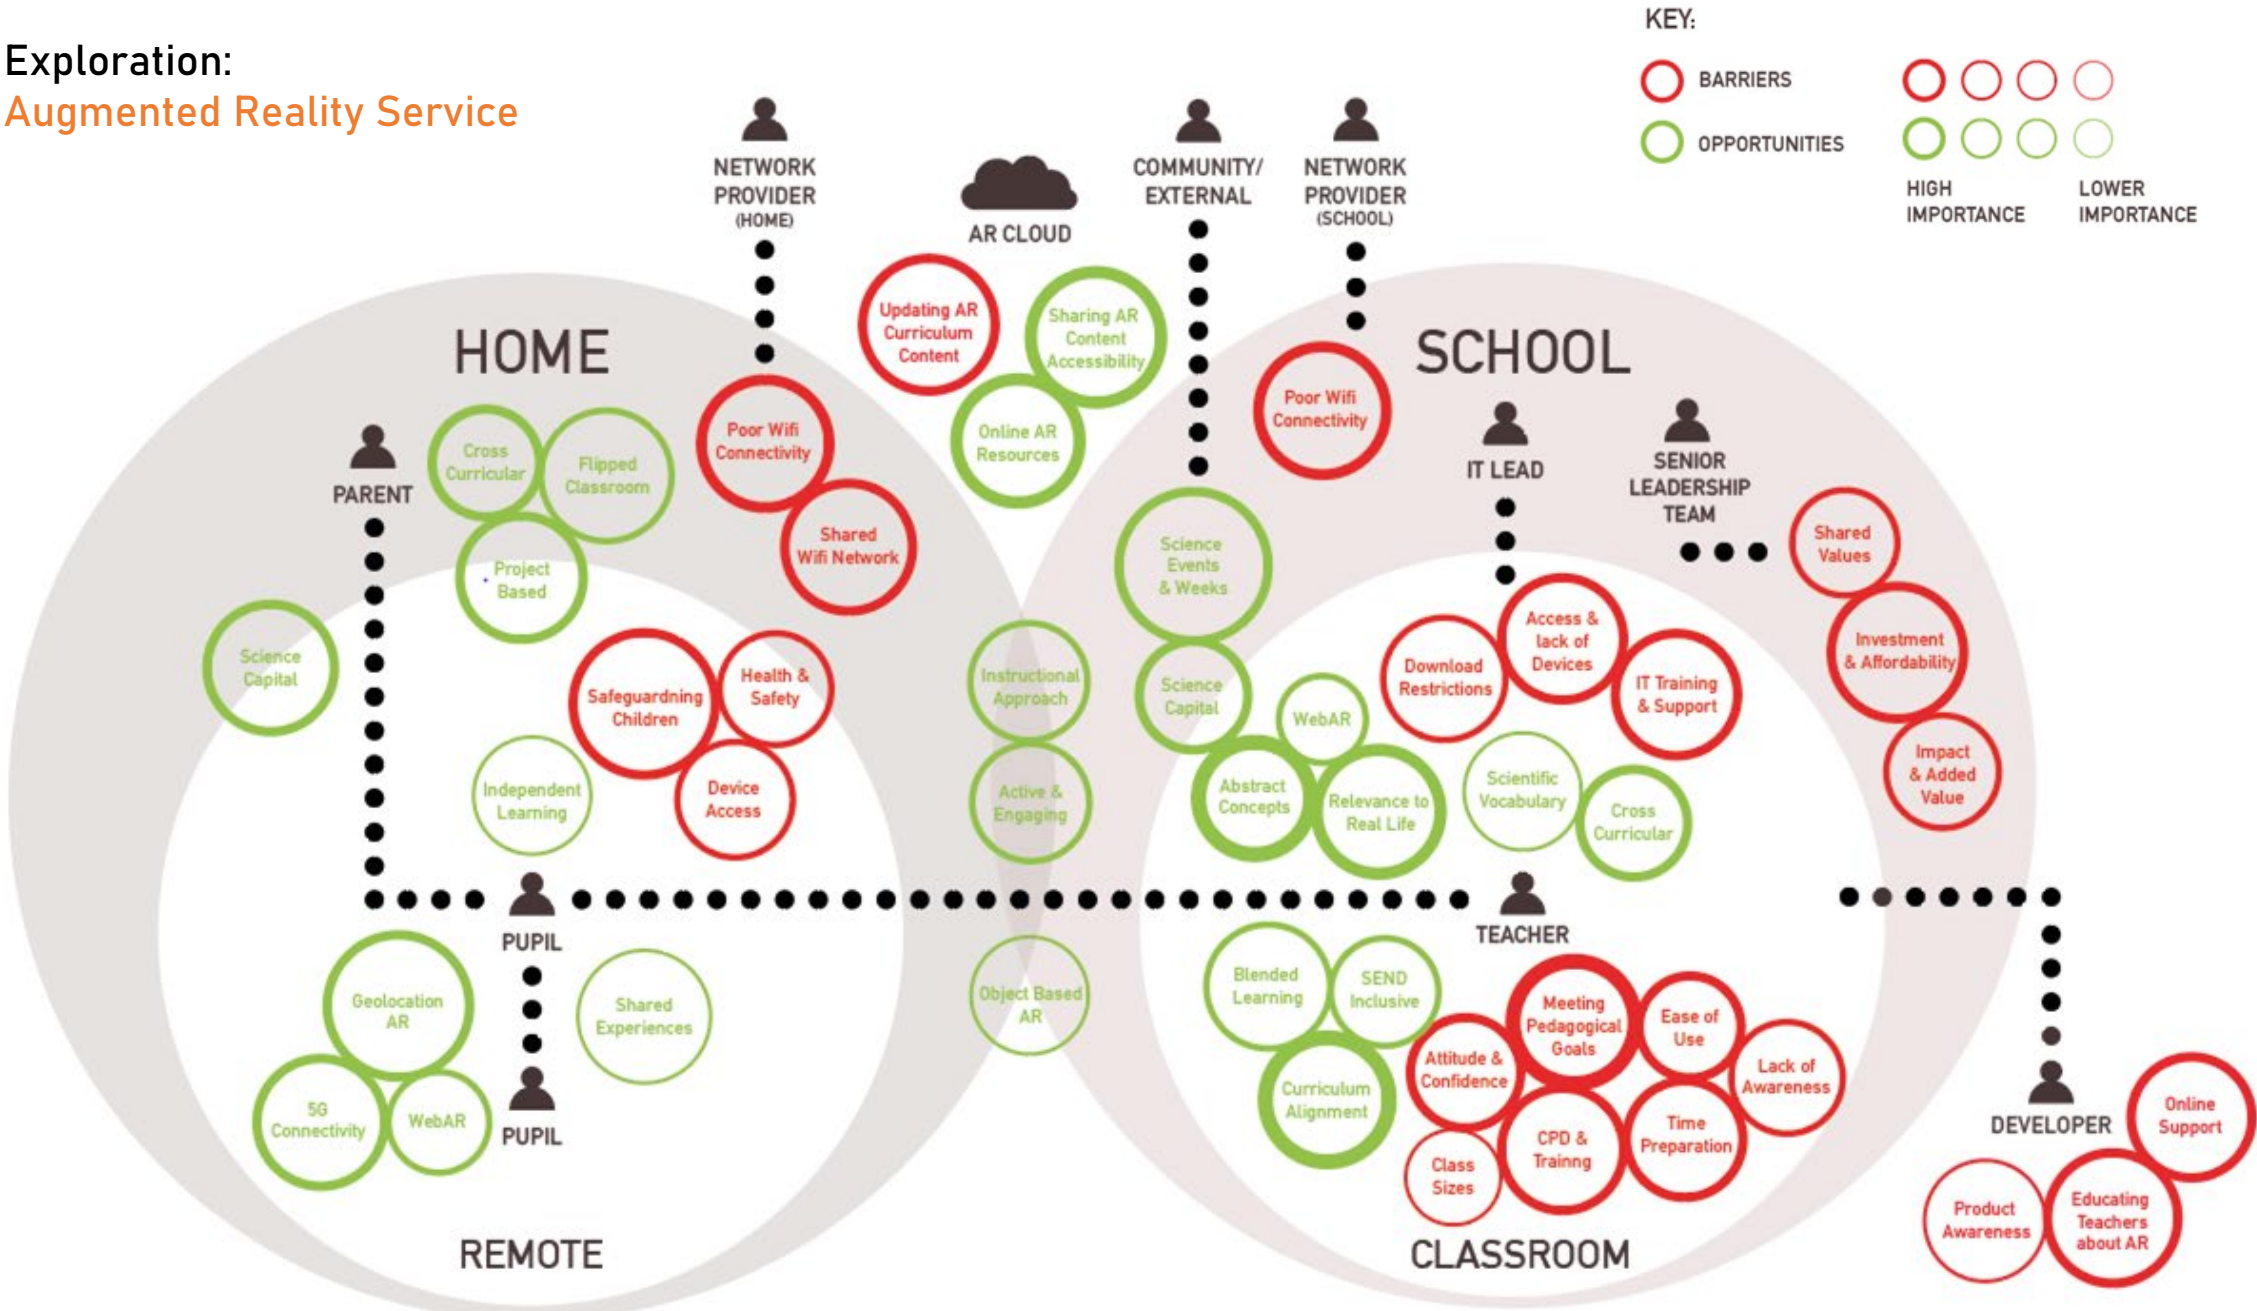 Exploration:
Augmented Reality Service
KEY:
BARRIERS
OPPORTUNITIES
HIGH
IMPORTANCE
LOWER
IMPORTANCE
NETWORK
PROVIDER
(HOME)
AR CLOUD
COMMUNITY/
EXTERNAL
NETWORK
PROVIDER
(SCHOOL)
Updating AR
Curriculum
Content
Sharing AR
Content
Accessibility
Online AR
Resources
HOME
PARENT
Cross
Curricular
Flipped
Classroom
Project
Based
Poor Wifi
Connectivity
Shared
Wifi Network
Science
Capital
Safeguardning
Children
Health &
Safety
Device
Access
Independent
Learning
PUPIL
Geolocation
AR
5G
Connectivity
WebAR
Shared
Experiences
PUPIL
REMOTE
Instructional
Approach
Active &
Engaging
Object Based
AR
SCHOOL
Poor Wifi
Connectivity
IT LEAD
SENIOR
LEADERSHIP
TEAM
Shared
Values
Investment
& Affordability
Impact
& Added
Value
Science
Events
& Weeks
Science
Capital
WebAR
Abstract
Concepts
Relevance to
Real Life
Download
Restrictions
Access &
lack of
Devices
IT Training
& Support
Scientific
Vocabulary
Cross
Curricular
TEACHER
Blended
Learning
SEND
Inclusive
Curriculum
Alignment
Attitude &
Confidence
Meeting
Pedagogical
Goals
Ease of
Use
Lack of
Awareness
Class
Sizes
CPD &
Trainng
Time
Preparation
CLASSROOM
DEVELOPER
Online
Support
Product
Awareness
Educating
Teachers
about AR